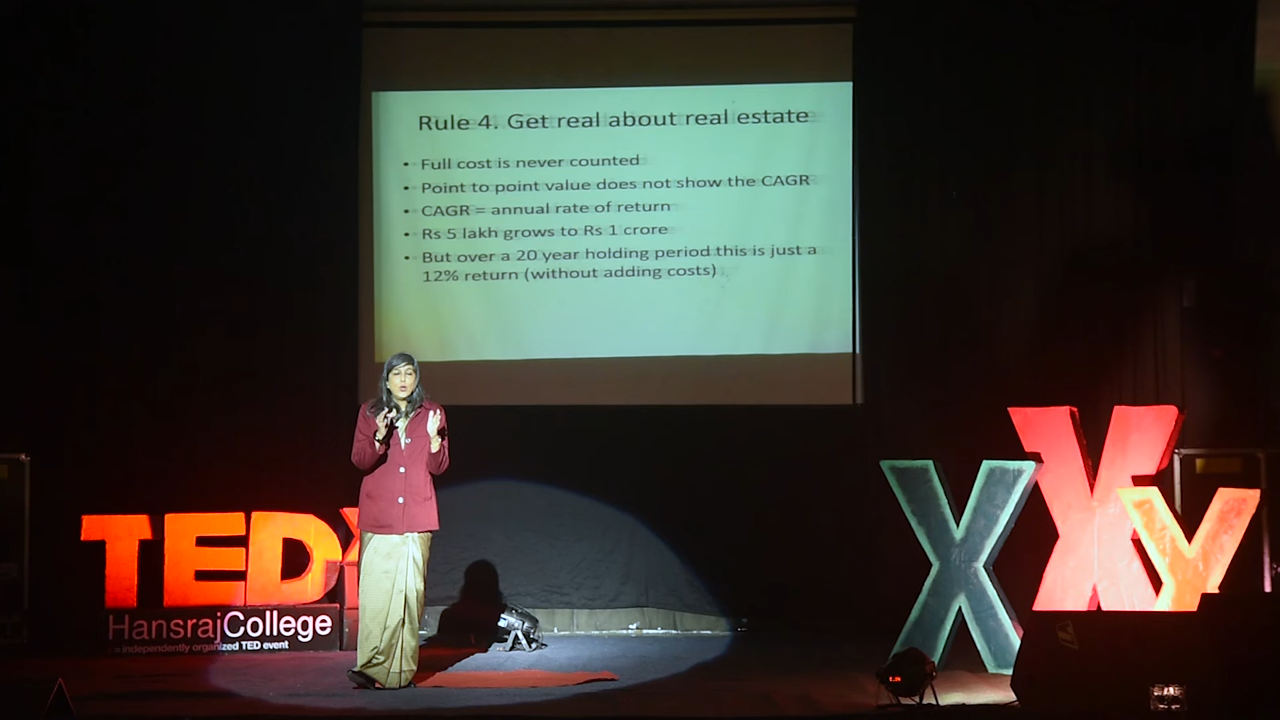 Rule 4. Get real about real estate
• Full cost is never counted
• Point to point value does not show the CAGR
• CAGR = annual rate of return
• Rs 5 lakh grows to Rs 1 crore
• But over a 20 year holding period this is just a
12% return (without adding costs)
TEDx
HansrajCollege
x = independently organized TED event
X X Y